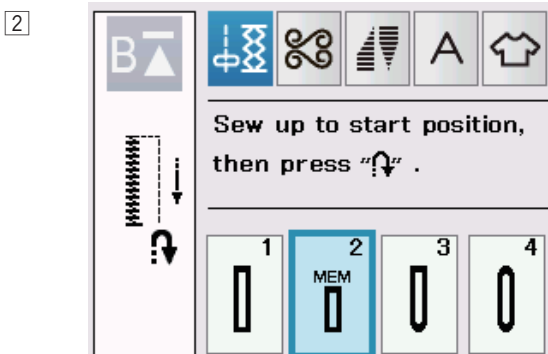 2
B
A
Sew up to start position,
then press “ ” .
1 2 3 4
MEM